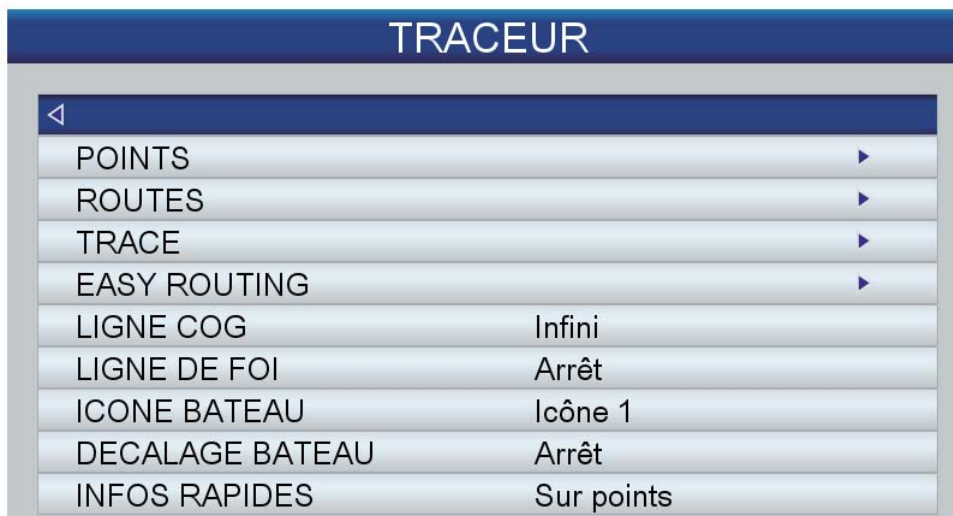 TRACEUR
POINTS
ROUTES
TRACE
EASY ROUTING
LIGNE COG Infini
LIGNE DE FOI Arrêt
ICONE BATEAU Icône 1
DECALAGE BATEAU Arrêt
INFOS RAPIDES Sur points